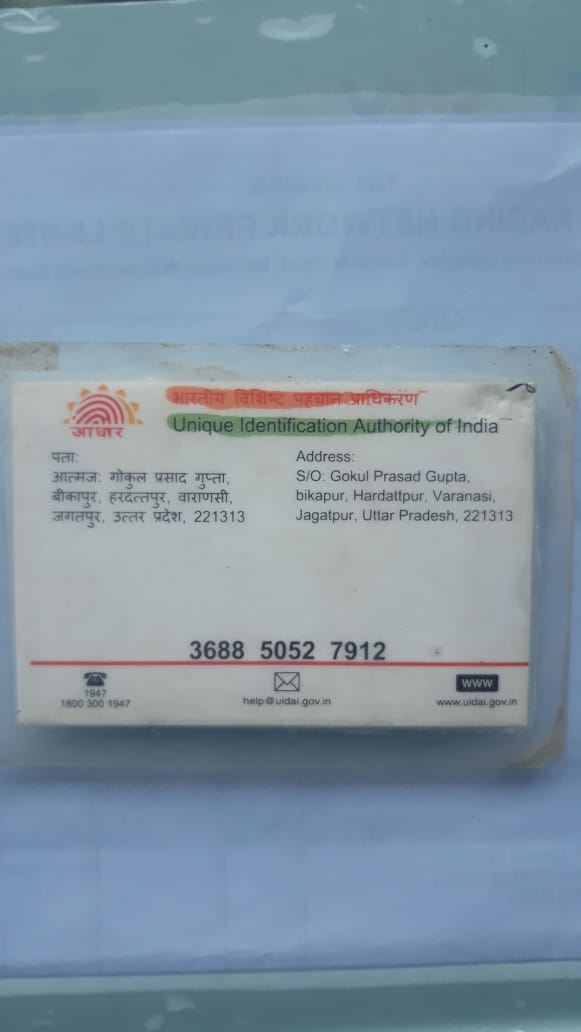 भारतीय विशिष्ट पहचान प्राधिकरण
आधार
Unique Identification Authority of India
पता:
आत्मज: गोकुल प्रसाद गुप्ता,
बीकापुर, हरदत्तपुर, वाराणसी,
जगतपुर, उत्तर प्रदेश, 221313
Address:
S/O: Gokul Prasad Gupta,
bikapur, Hardattpur, Varanasi,
Jagatpur, Uttar Pradesh, 221313
3688 5052 7912
1947
1800 300 1947
help@uidai.gov.in
WWW
www.uidai.gov.in